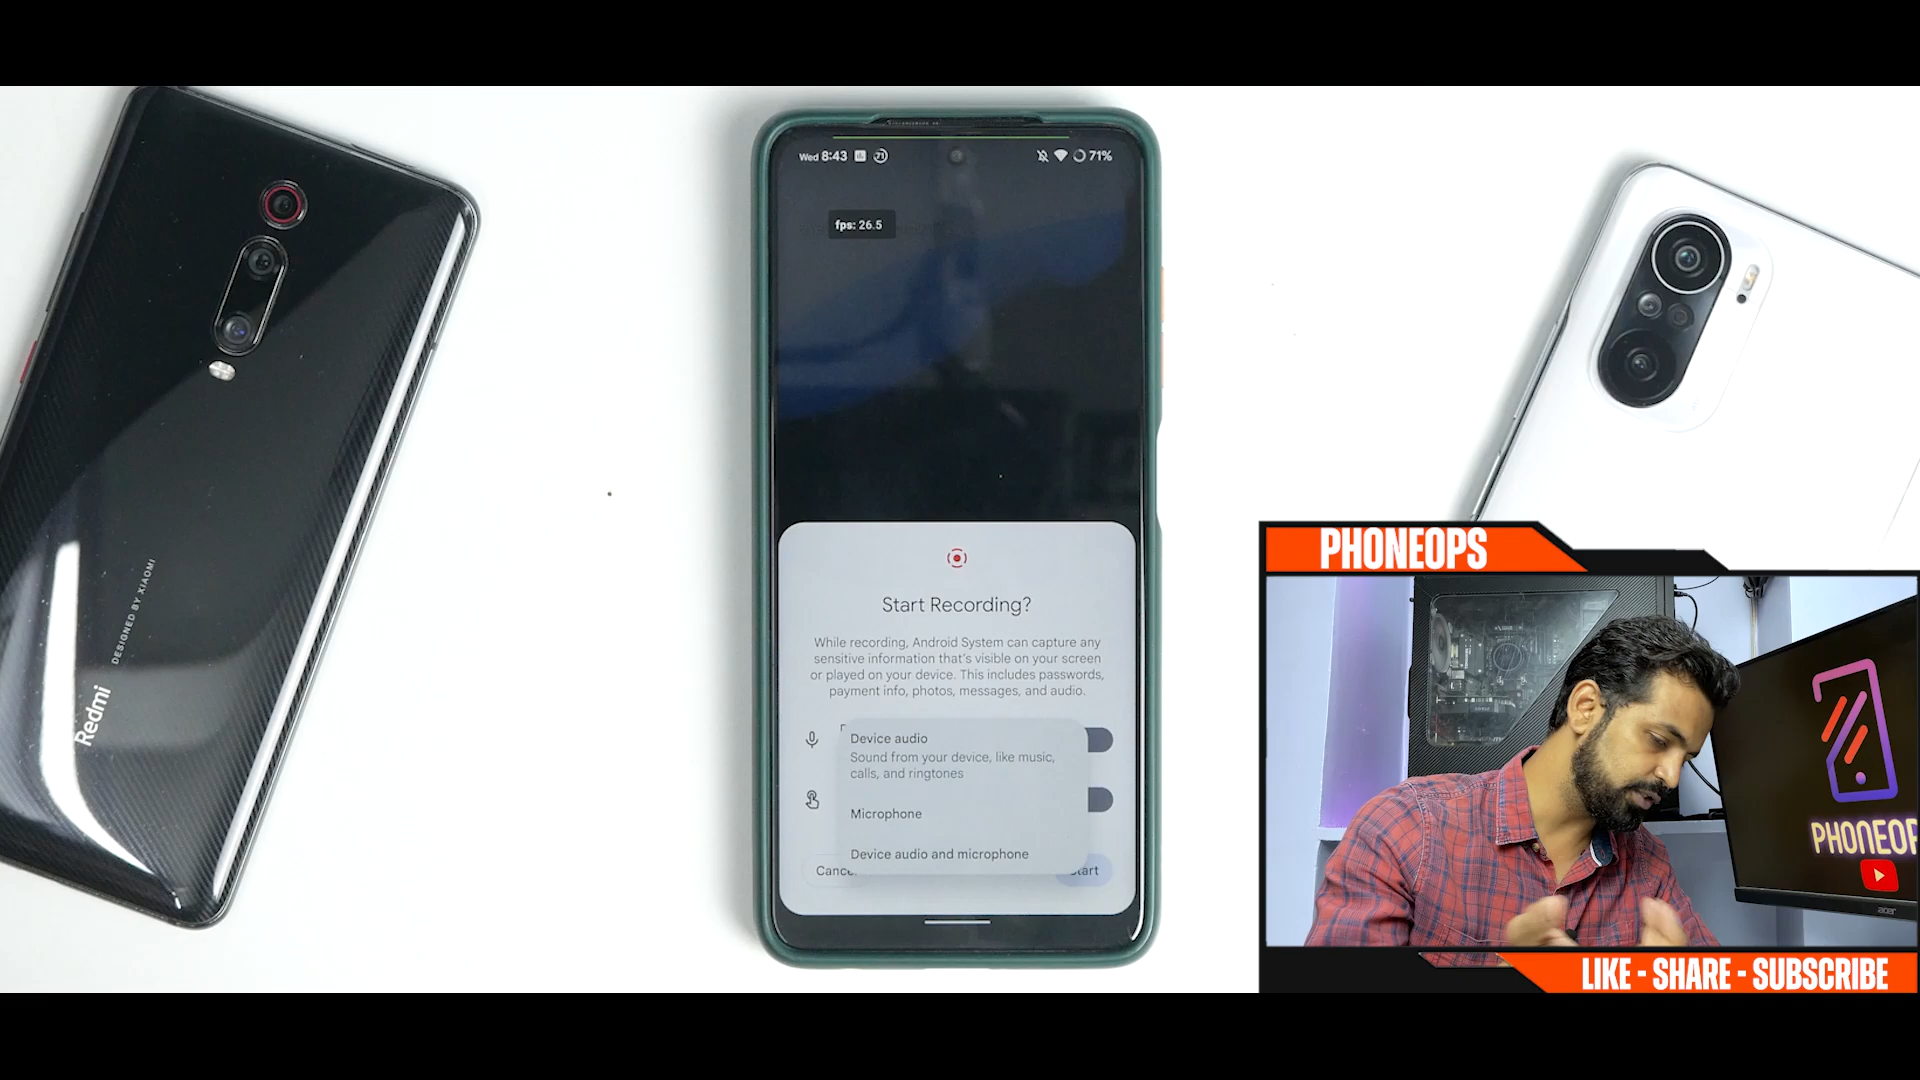 Wed 8:43
71
71%
fps: 26.5
Start Recording?
While recording, Android System can capture any
sensitive information that's visible on your screen
or played on your device. This includes passwords,
payment info, photos, messages, and audio.
Device audio
Sound from your device, like music,
calls, and ringtones
Microphone
Device audio and microphone
Redmi
DESIGNED BY XIAOMI
PHONEOPS
PHONEOP
acer
LIKE - SHARE - SUBSCRIBE